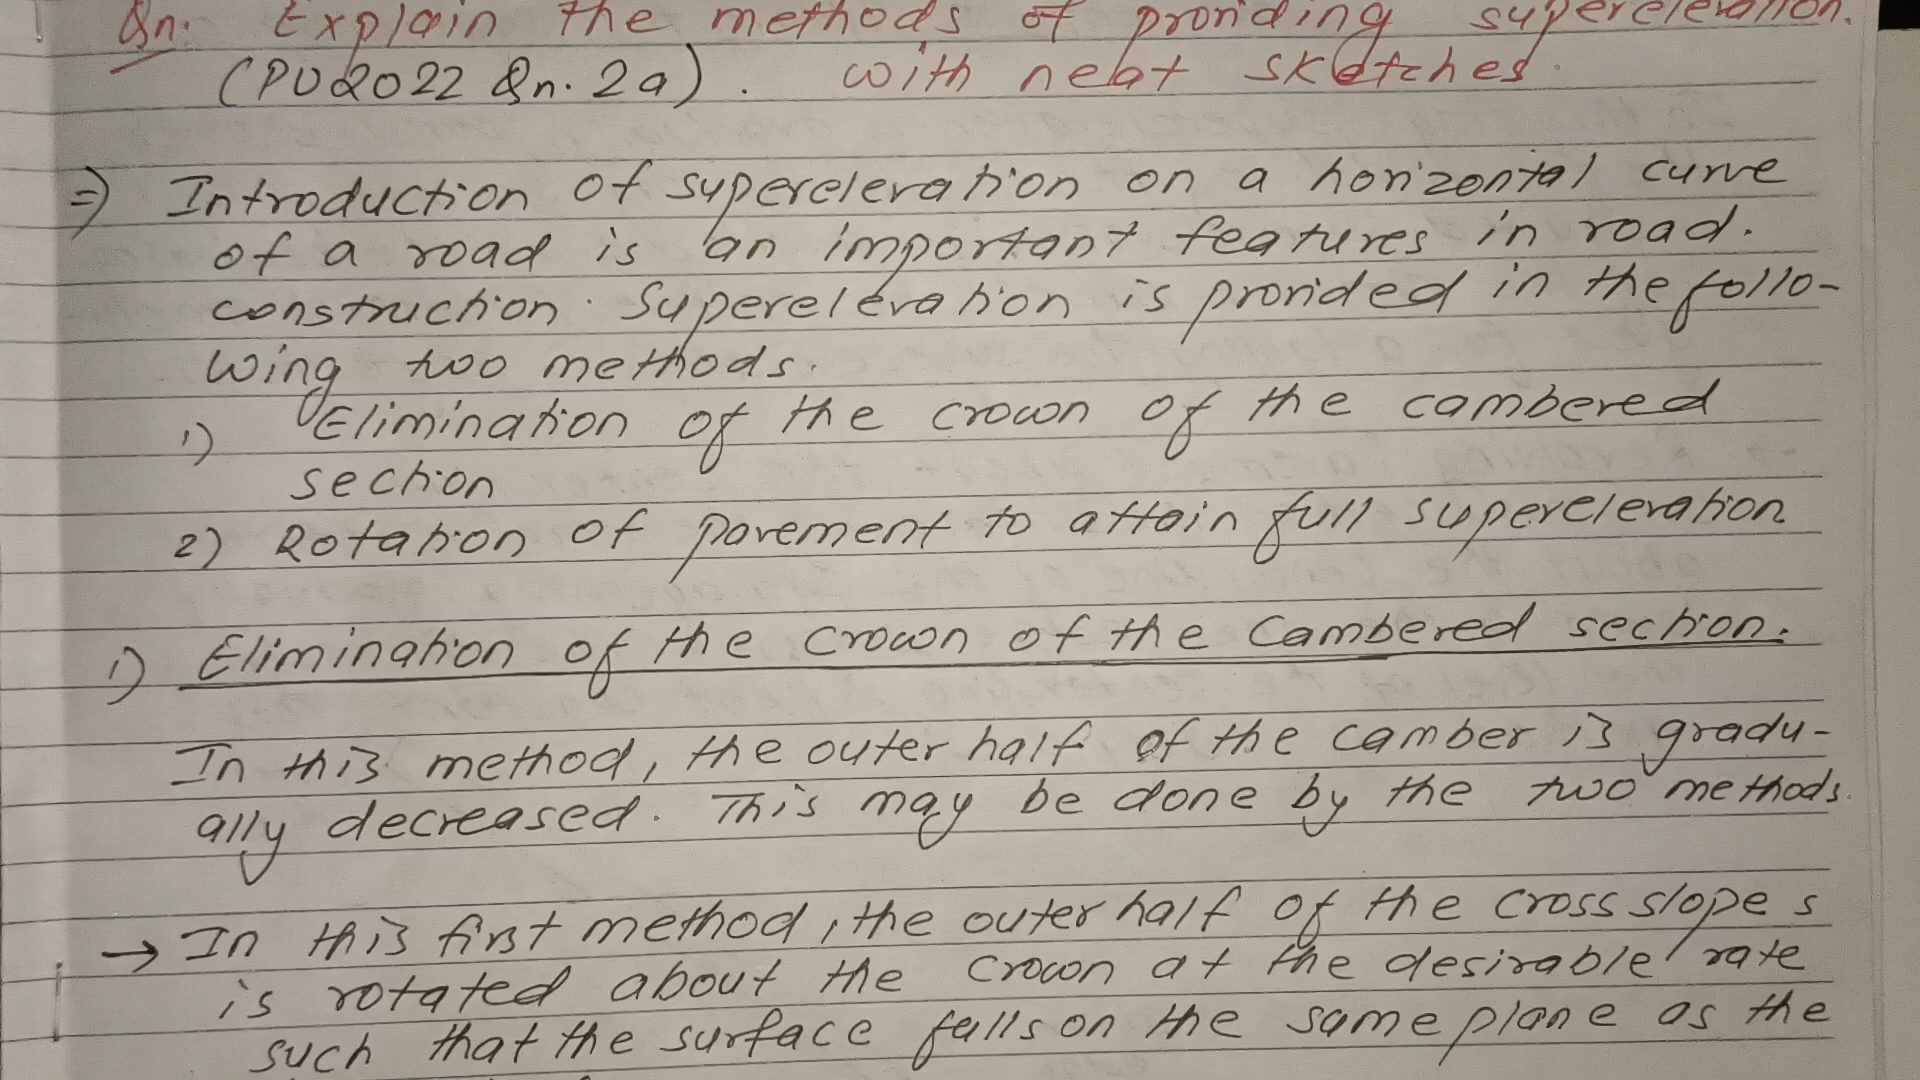 Qn: Explain the methods of providing superelevation.
(PU2022 Qn. 2a). with neat sketches.
=) Introduction of superelevation on a horizontal curve
of a road is an important features in road.
construction. Superelevation is provided in the follo-
wing two methods.
1) Elimination of the crown of the cambered
section
2) Rotation of pavement to attain full superelevation
1) Elimination of the Crown of the Cambered section:
In this method, the outer half of the camber is gradu-
ally decreased. This may be done by the two methods.
→ In this first method, the outer half of the cross slope s
is rotated about the crown at the desirable rate
such that the surface falls on the same plane as the